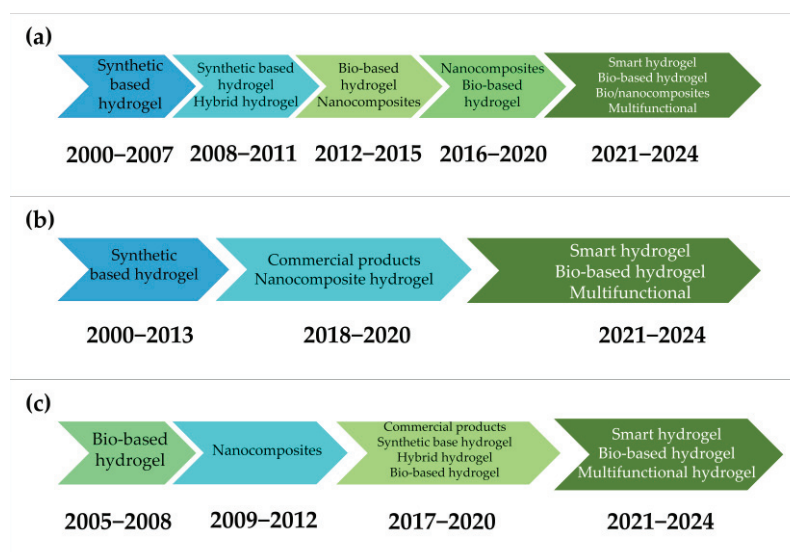 (a)
Synthetic
based
hydrogel
Synthetic based
hydrogel
Hybrid hydrogel
Bio-based
hydrogel
Nanocomposites
Nanocomposites
Bio-based
hydrogel
Smart hydrogel
Bio-based hydrogel
Bio/nanocomposites
Multifunctional
2000–2007
2008–2011
2012–2015
2016–2020
2021–2024
(b)
Synthetic
based hydrogel
Commercial products
Nanocomposite hydrogel
Smart hydrogel
Bio-based hydrogel
Multifunctional
2000–2013
2018–2020
2021–2024
(c)
Bio-based
hydrogel
Nanocomposites
Commercial products
Synthetic base hydrogel
Hybrid hydrogel
Bio-based hydrogel
Smart hydrogel
Bio-based hydrogel
Multifunctional hydrogel
2005–2008
2009–2012
2017–2020
2021–2024